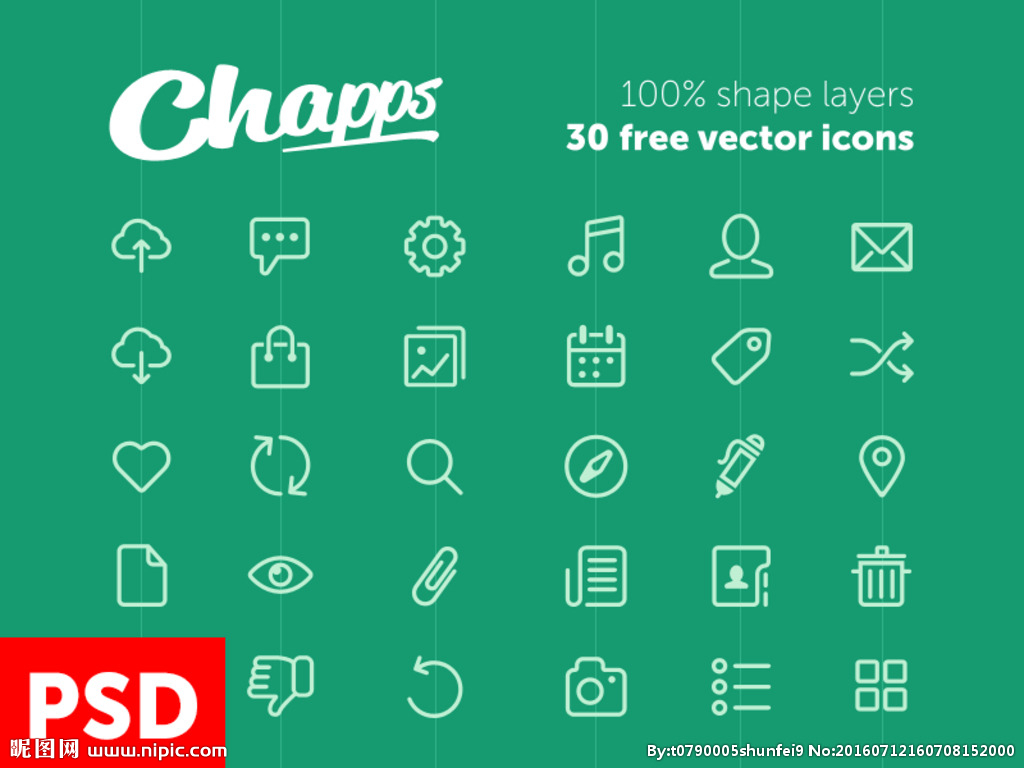 Chapps
100% shape layers
30 free vector icons
PSD
昵图网 www.nipic.com
By:t0790005shunfei9 No:20160712160708152000